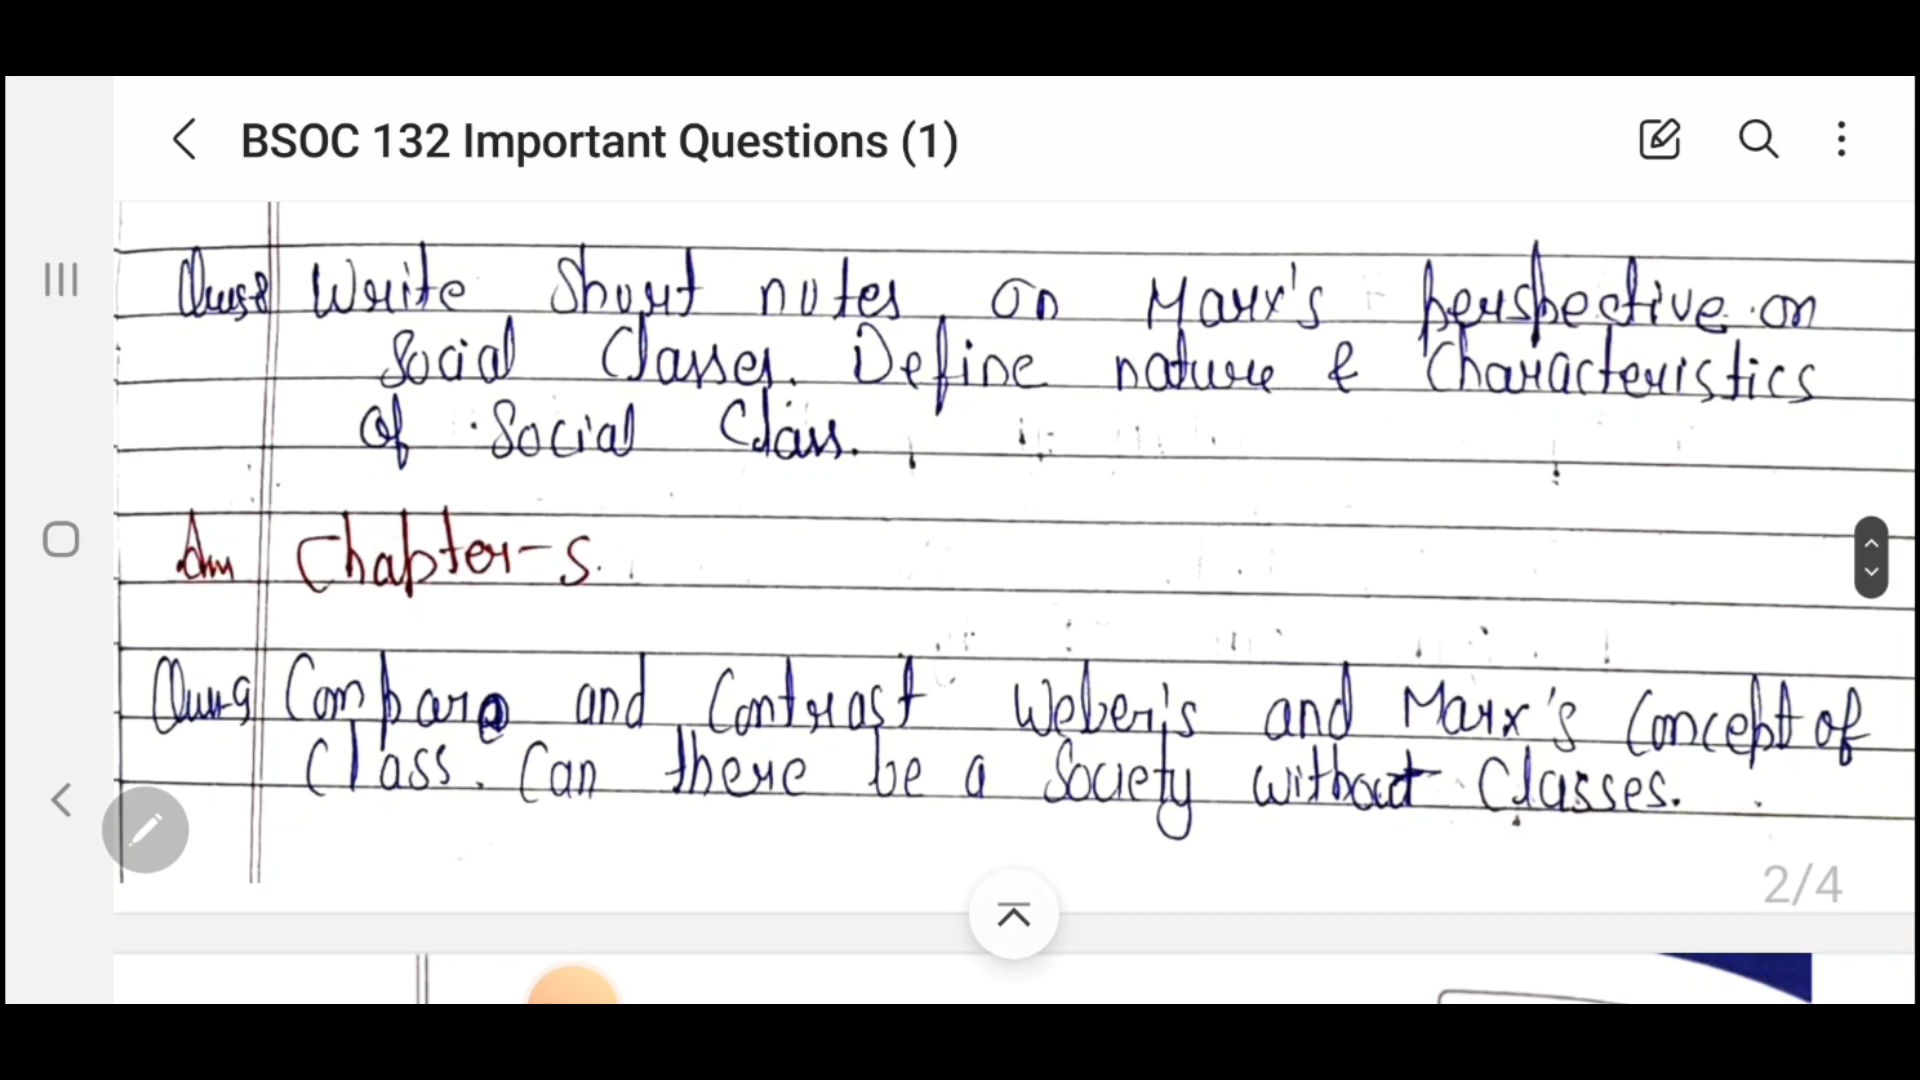 BSOC 132 Important Questions (1)
Ques8 Write Short notes on Marx's perspective on
Social Classes. Define nature & Characteristics
of Social Class.
Ans Chapter-5.
Ques9 Compare and Contrast Weber's and Marx's Concept of
Class. Can there be a Society without Classes.
2/4